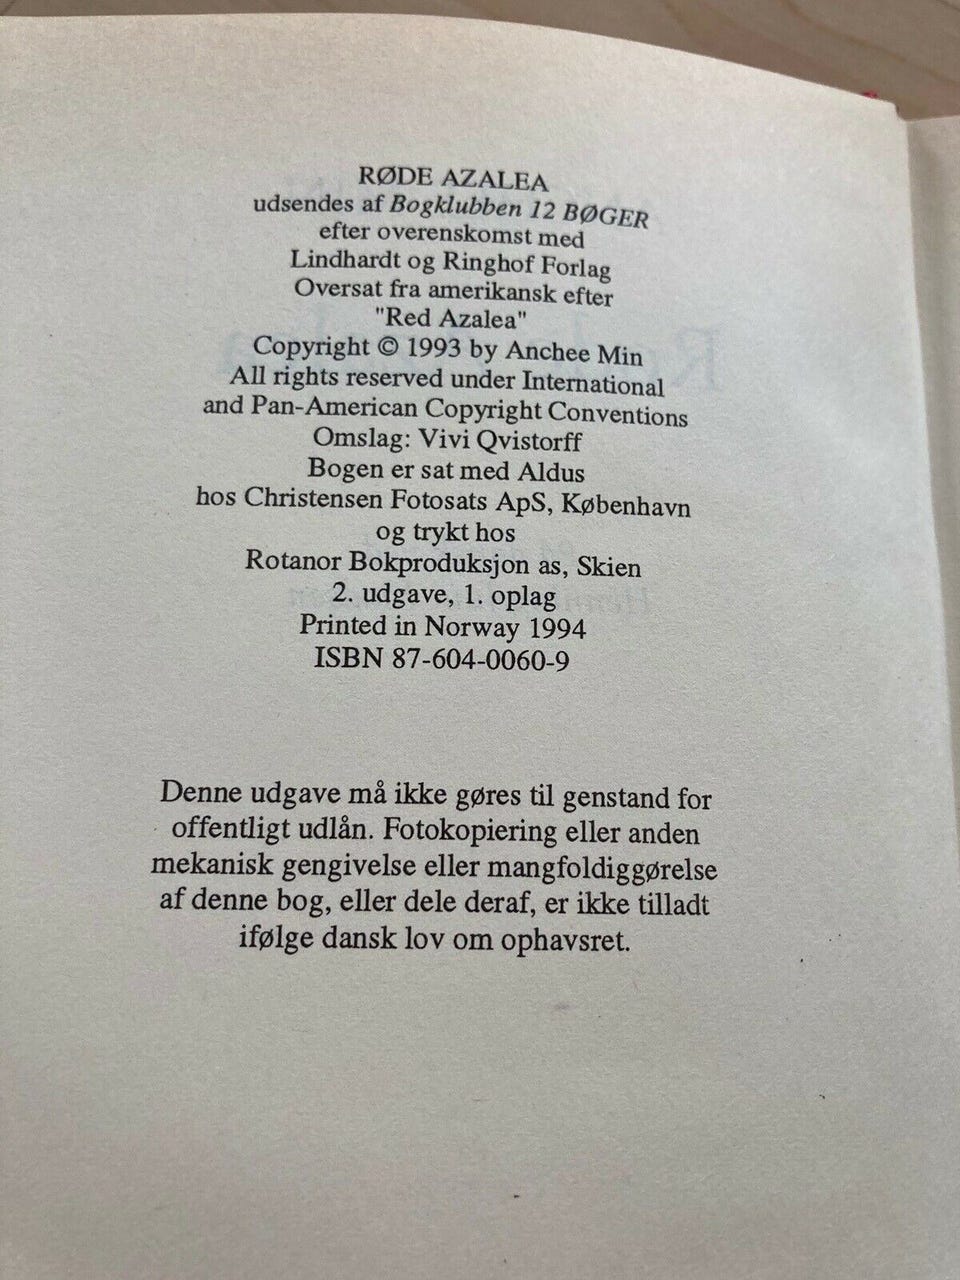 RØDE AZALEA
udsendes af Bogklubben 12 BØGER
efter overenskomst med
Lindhardt og Ringhof Forlag
Oversat fra amerikansk efter
"Red Azalea"
Copyright © 1993 by Anchee Min
All rights reserved under International
and Pan-American Copyright Conventions
Omslag: Vivi Qvistorff
Bogen er sat med Aldus
hos Christensen Fotosats ApS, København
og trykt hos
Rotanor Bokproduksjon as, Skien
2. udgave, 1. oplag
Printed in Norway 1994
ISBN 87-604-0060-9
Denne udgave må ikke gøres til genstand for
offentligt udlån. Fotokopiering eller anden
mekanisk gengivelse eller mangfoldiggørelse
af denne bog, eller dele deraf, er ikke tilladt
ifølge dansk lov om ophavsret.